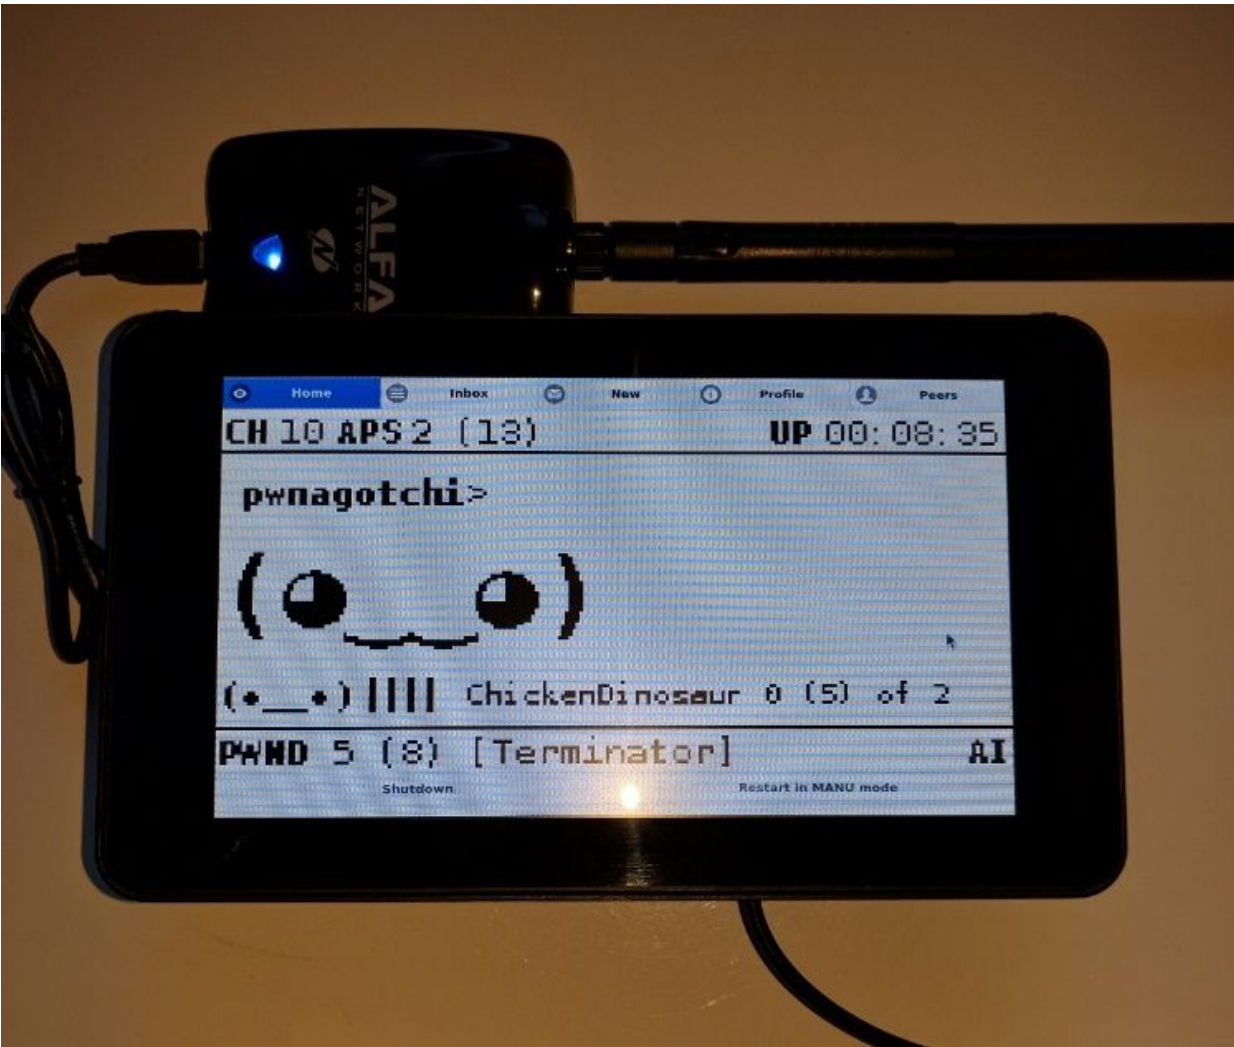 ALFA
NETWORK
Home Inbox New Profile Peers
CH 10 APS 2 (13) UP 00:08:35
pwnagotchi>
(•__•) |||| ChickenDinosaur 0 (5) of 2
PWND 5 (8) [Terminator] AI
Shutdown Restart in MANU mode